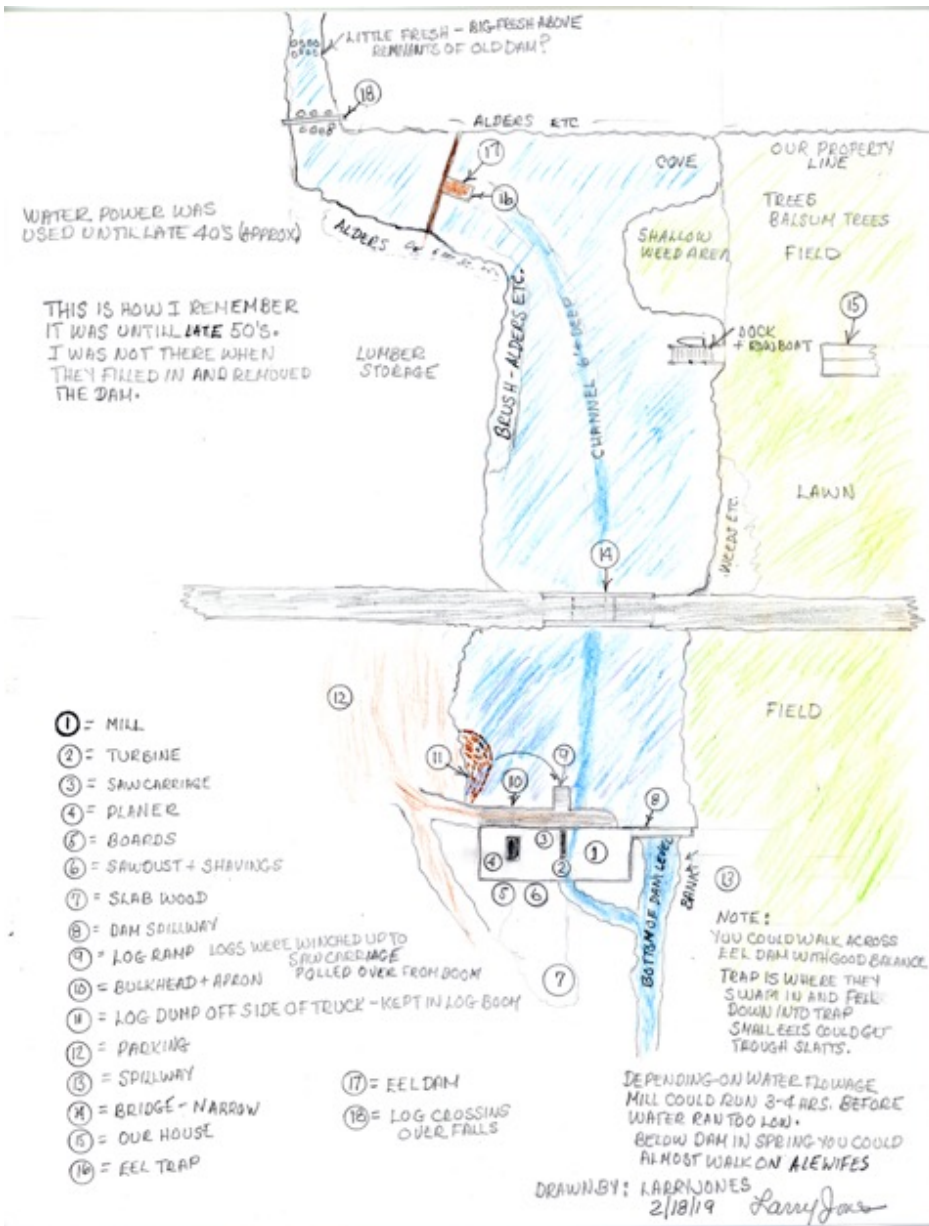 LITTLE FRESH - BIG FRESH ABOVE
REMNANTS OF OLD DAM?
18
ALDERS ETC
17
16
COVE
OUR PROPERTY
LINE
TREES
BALSUM TREES
FIELD
WATER POWER WAS
USED UNTIL LATE 40'S (APPROX)
ALDERS
SHALLOW
WEED AREA
15
THIS IS HOW I REMEMBER
IT WAS UNTILL LATE 50'S.
I WAS NOT THERE WHEN
THEY FILLED IN AND REMOVED
THE DAM.
LUMBER
STORAGE
BRUSH - ALDERS ETC.
CHANNEL 6' DEEP
DOCK
+ ROWBOAT
LAWN
WEEDS ETC.
14
12
FIELD
11
10
9
8
4
3
2
1
5
6
7
BOTTOM OF DAM LEVEL
13
1 = MILL
2 = TURBINE
3 = SAW CARRIAGE
4 = PLANER
5 = BOARDS
6 = SAWDUST + SHAVINGS
7 = SLAB WOOD
8 = DAM SPILLWAY
9 = LOG RAMP LOGS WERE WINCHED UP TO
SAW CARRIAGE
POLLED OVER FROM BOOM
10 = BULKHEAD + APRON
11 = LOG DUMP OFF SIDE OF TRUCK - KEPT IN LOG BOOM
12 = PARKING
13 = SPILLWAY
14 = BRIDGE - NARROW
15 = OUR HOUSE
16 = EEL TRAP
17 = EEL DAM
18 = LOG CROSSING
OVER FALLS
NOTE:
YOU COULD WALK ACROSS
EEL DAM WITH GOOD BALANCE
TRAP IS WHERE THEY
SWAM IN AND FELL
DOWN INTO TRAP
SMALL EELS COULD GET
TROUGH SLATTS.
DEPENDING ON WATER FLOWAGE
MILL COULD RUN 3-4 HRS. BEFORE
WATER RAN TOO LOW.
BELOW DAM IN SPRING YOU COULD
ALMOST WALK ON ALEWIFES
DRAWN BY: LARRY JONES
2/18/19 Larry Jones